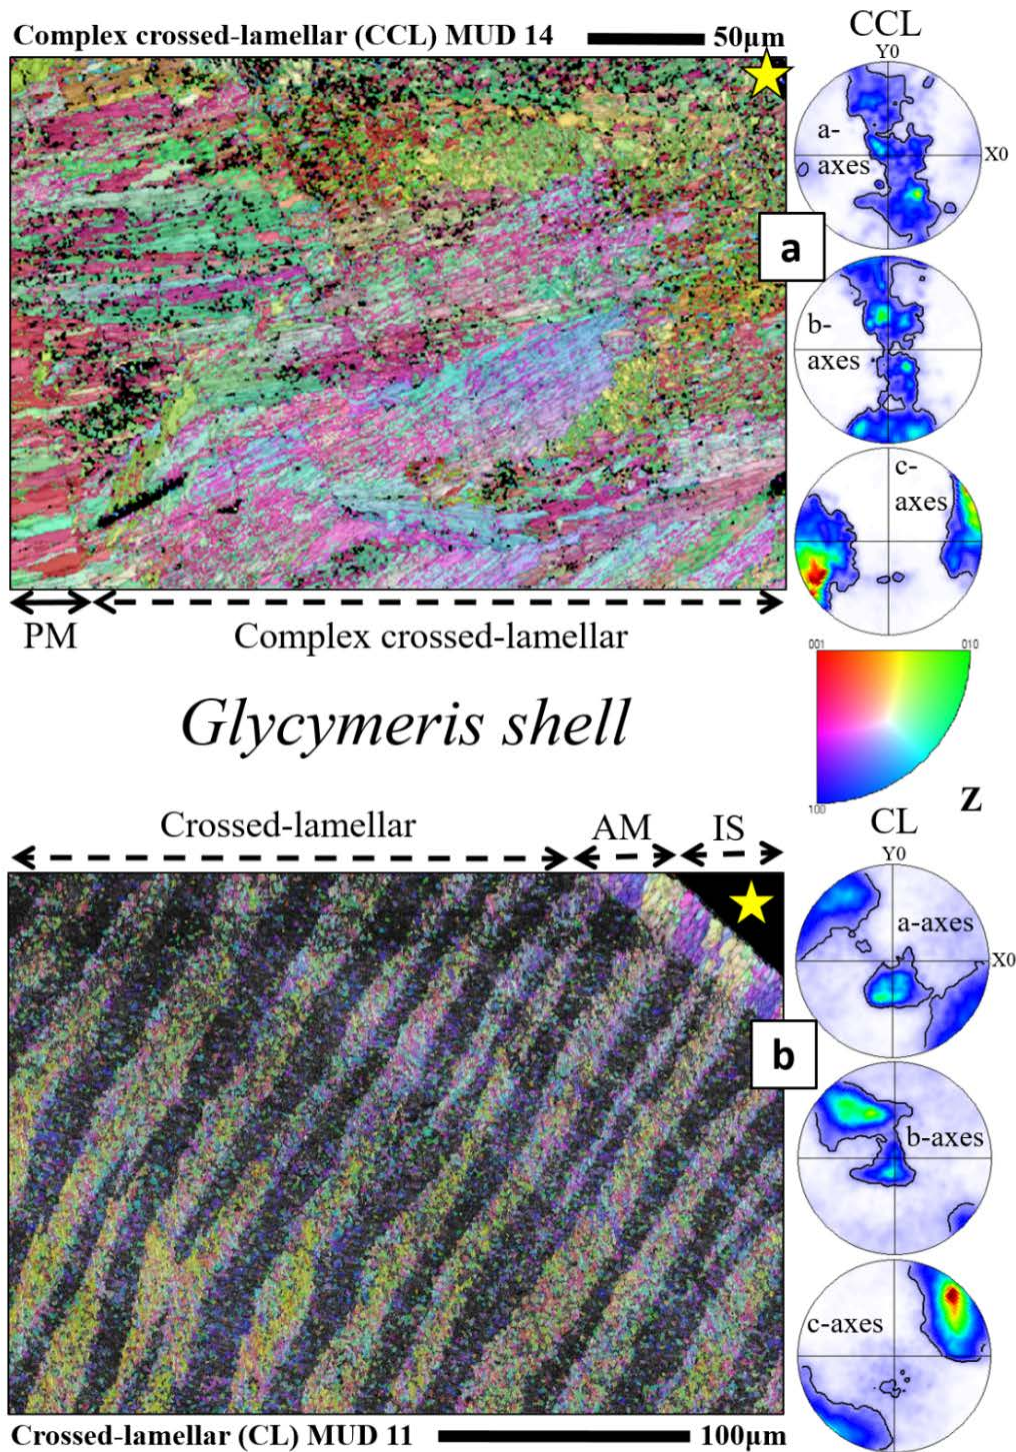 Complex crossed-lamellar (CCL) MUD 14 50µm
CCL
Y0
a-
axes
X0
a
b-
axes
c-
axes
PM
Complex crossed-lamellar
001
010
100
Z
Glycymeris shell
Crossed-lamellar
AM
IS
CL
Y0
a-axes
X0
b
b-axes
c-axes
Crossed-lamellar (CL) MUD 11 100µm